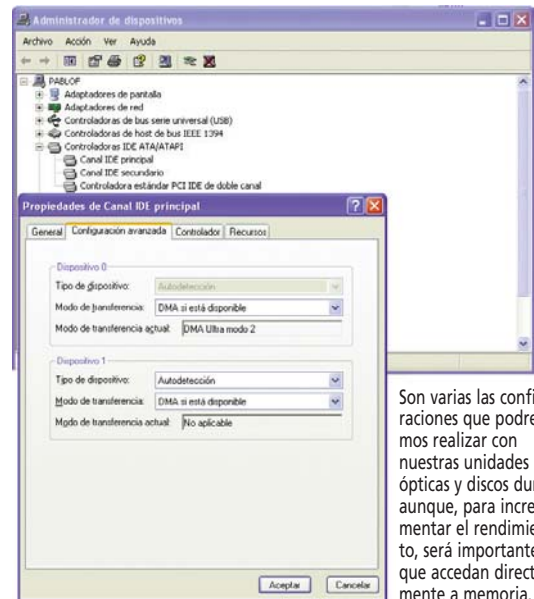 Administrador de dispositivos
Archivo Acción Ver Ayuda
PABLOF
Adaptadores de pantalla
Adaptadores de red
Controladoras de bus serie universal (USB)
Controladoras de host de bus IEEE 1394
Controladoras IDE ATA/ATAPI
Canal IDE principal
Canal IDE secundario
Controladora estándar PCI IDE de doble canal
Propiedades de Canal IDE principal
General Configuración avanzada Controlador Recursos
Dispositivo 0
Tipo de dispositivo: Autodetección
Modo de transferencia: DMA si está disponible
Modo de transferencia actual: DMA Ultra modo 2
Dispositivo 1
Tipo de dispositivo: Autodetección
Modo de transferencia: DMA si está disponible
Modo de transferencia actual: No aplicable
Aceptar Cancelar
Son varias las confi
raciones que podre
mos realizar con
nuestras unidades
ópticas y discos du
aunque, para incre
mentar el rendimie
to, será importante
que accedan direct
mente a memoria.